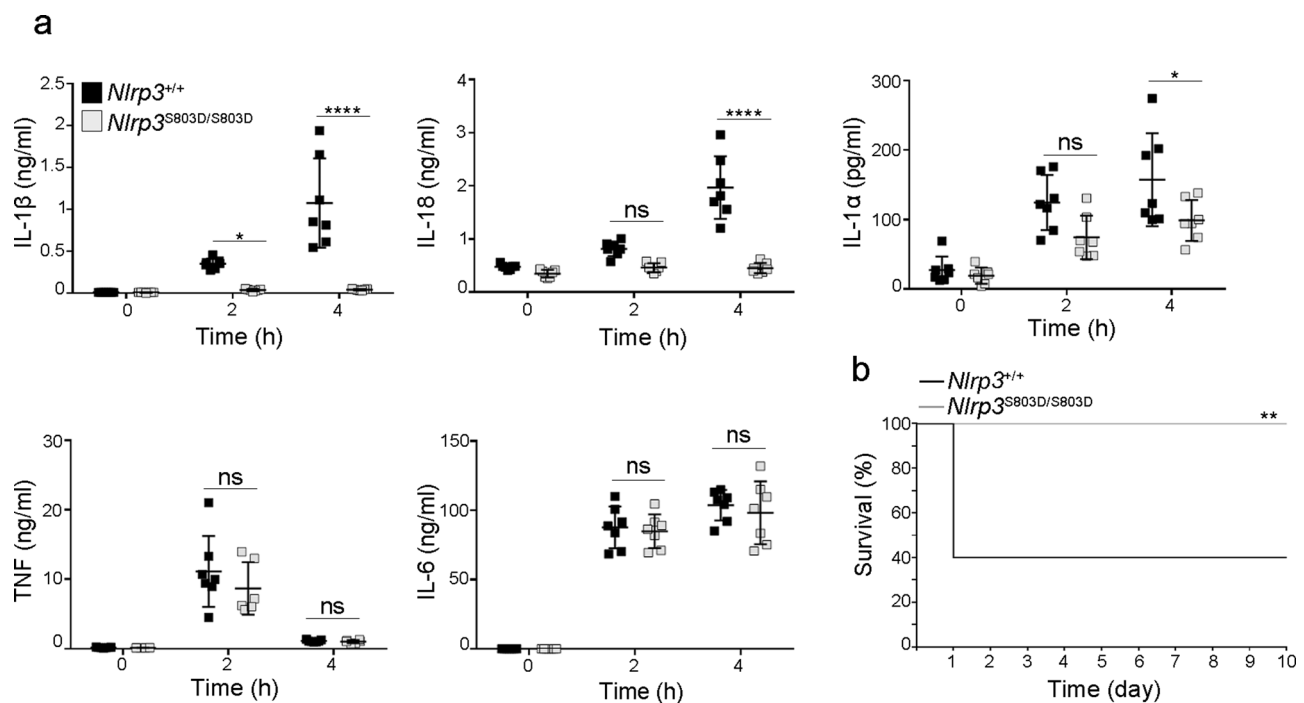 a
IL-1β (ng/ml)
2.5
2
1.5
1
0.5
0
Nlrp3+/+
Nlrp3S803D/S803D
****
*
0 2 4
Time (h)
IL-18 (ng/ml)
4
3
2
1
0
****
ns
0 2 4
Time (h)
IL-1α (pg/ml)
300
200
100
0
*
ns
0 2 4
Time (h)
TNF (ng/ml)
30
20
10
0
ns
ns
0 2 4
Time (h)
IL-6 (ng/ml)
150
100
50
0
ns
ns
0 2 4
Time (h)
b
Nlrp3+/+
Nlrp3S803D/S803D
**
Survival (%)
100
80
60
40
20
0
1 2 3 4 5 6 7 8 9 10
Time (day)